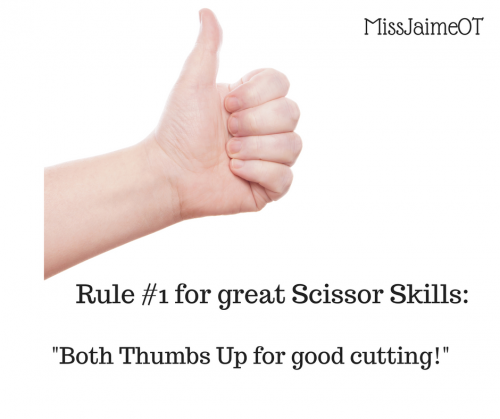 MissJaimeOT
Rule #1 for great Scissor Skills:
"Both Thumbs Up for good cutting!"